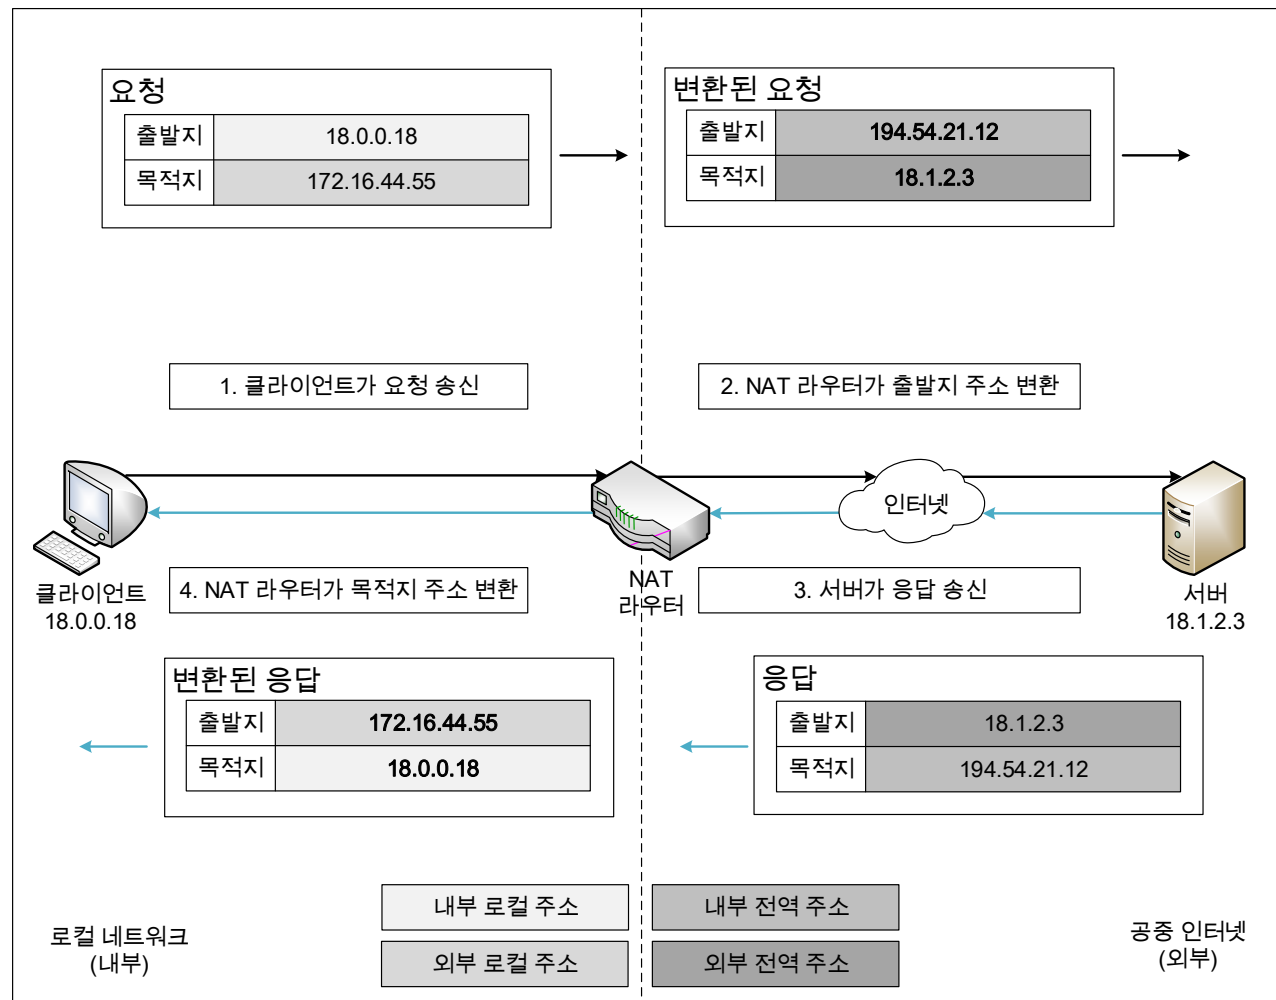 요청
출발지 18.0.0.18
목적지 172.16.44.55
변환된 요청
출발지 194.54.21.12
목적지 18.1.2.3
1. 클라이언트가 요청 송신
2. NAT 라우터가 출발지 주소 변환
인터넷
클라이언트
18.0.0.18
4. NAT 라우터가 목적지 주소 변환
NAT
라우터
3. 서버가 응답 송신
서버
18.1.2.3
변환된 응답
출발지 172.16.44.55
목적지 18.0.0.18
응답
출발지 18.1.2.3
목적지 194.54.21.12
로컬 네트워크
(내부)
내부 로컬 주소
내부 전역 주소
외부 로컬 주소
외부 전역 주소
공중 인터넷
(외부)